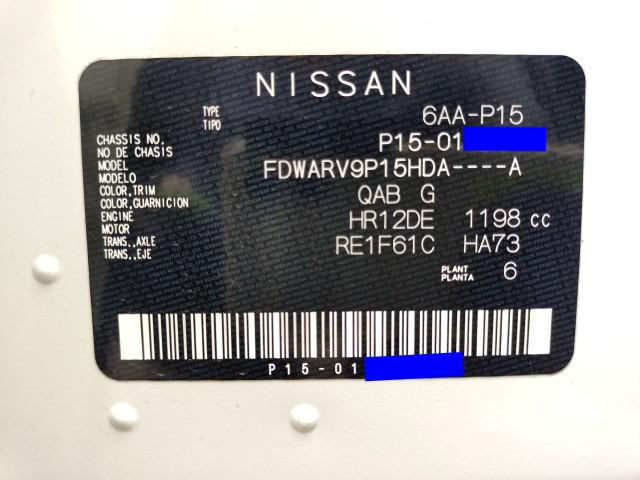 NISSAN
TYPE 6AA-P15
TIPO
CHASSIS NO. P15-01
NO DE CHASIS
MODEL FDWARV9P15HDA----A
MODELO
COLOR,TRIM QAB G
COLOR,GUARNICION
ENGINE HR12DE 1198 cc
MOTOR
TRANS.,AXLE RE1F61C HA73
TRANS.,EJE
PLANT 6
PLANTA
P15-01